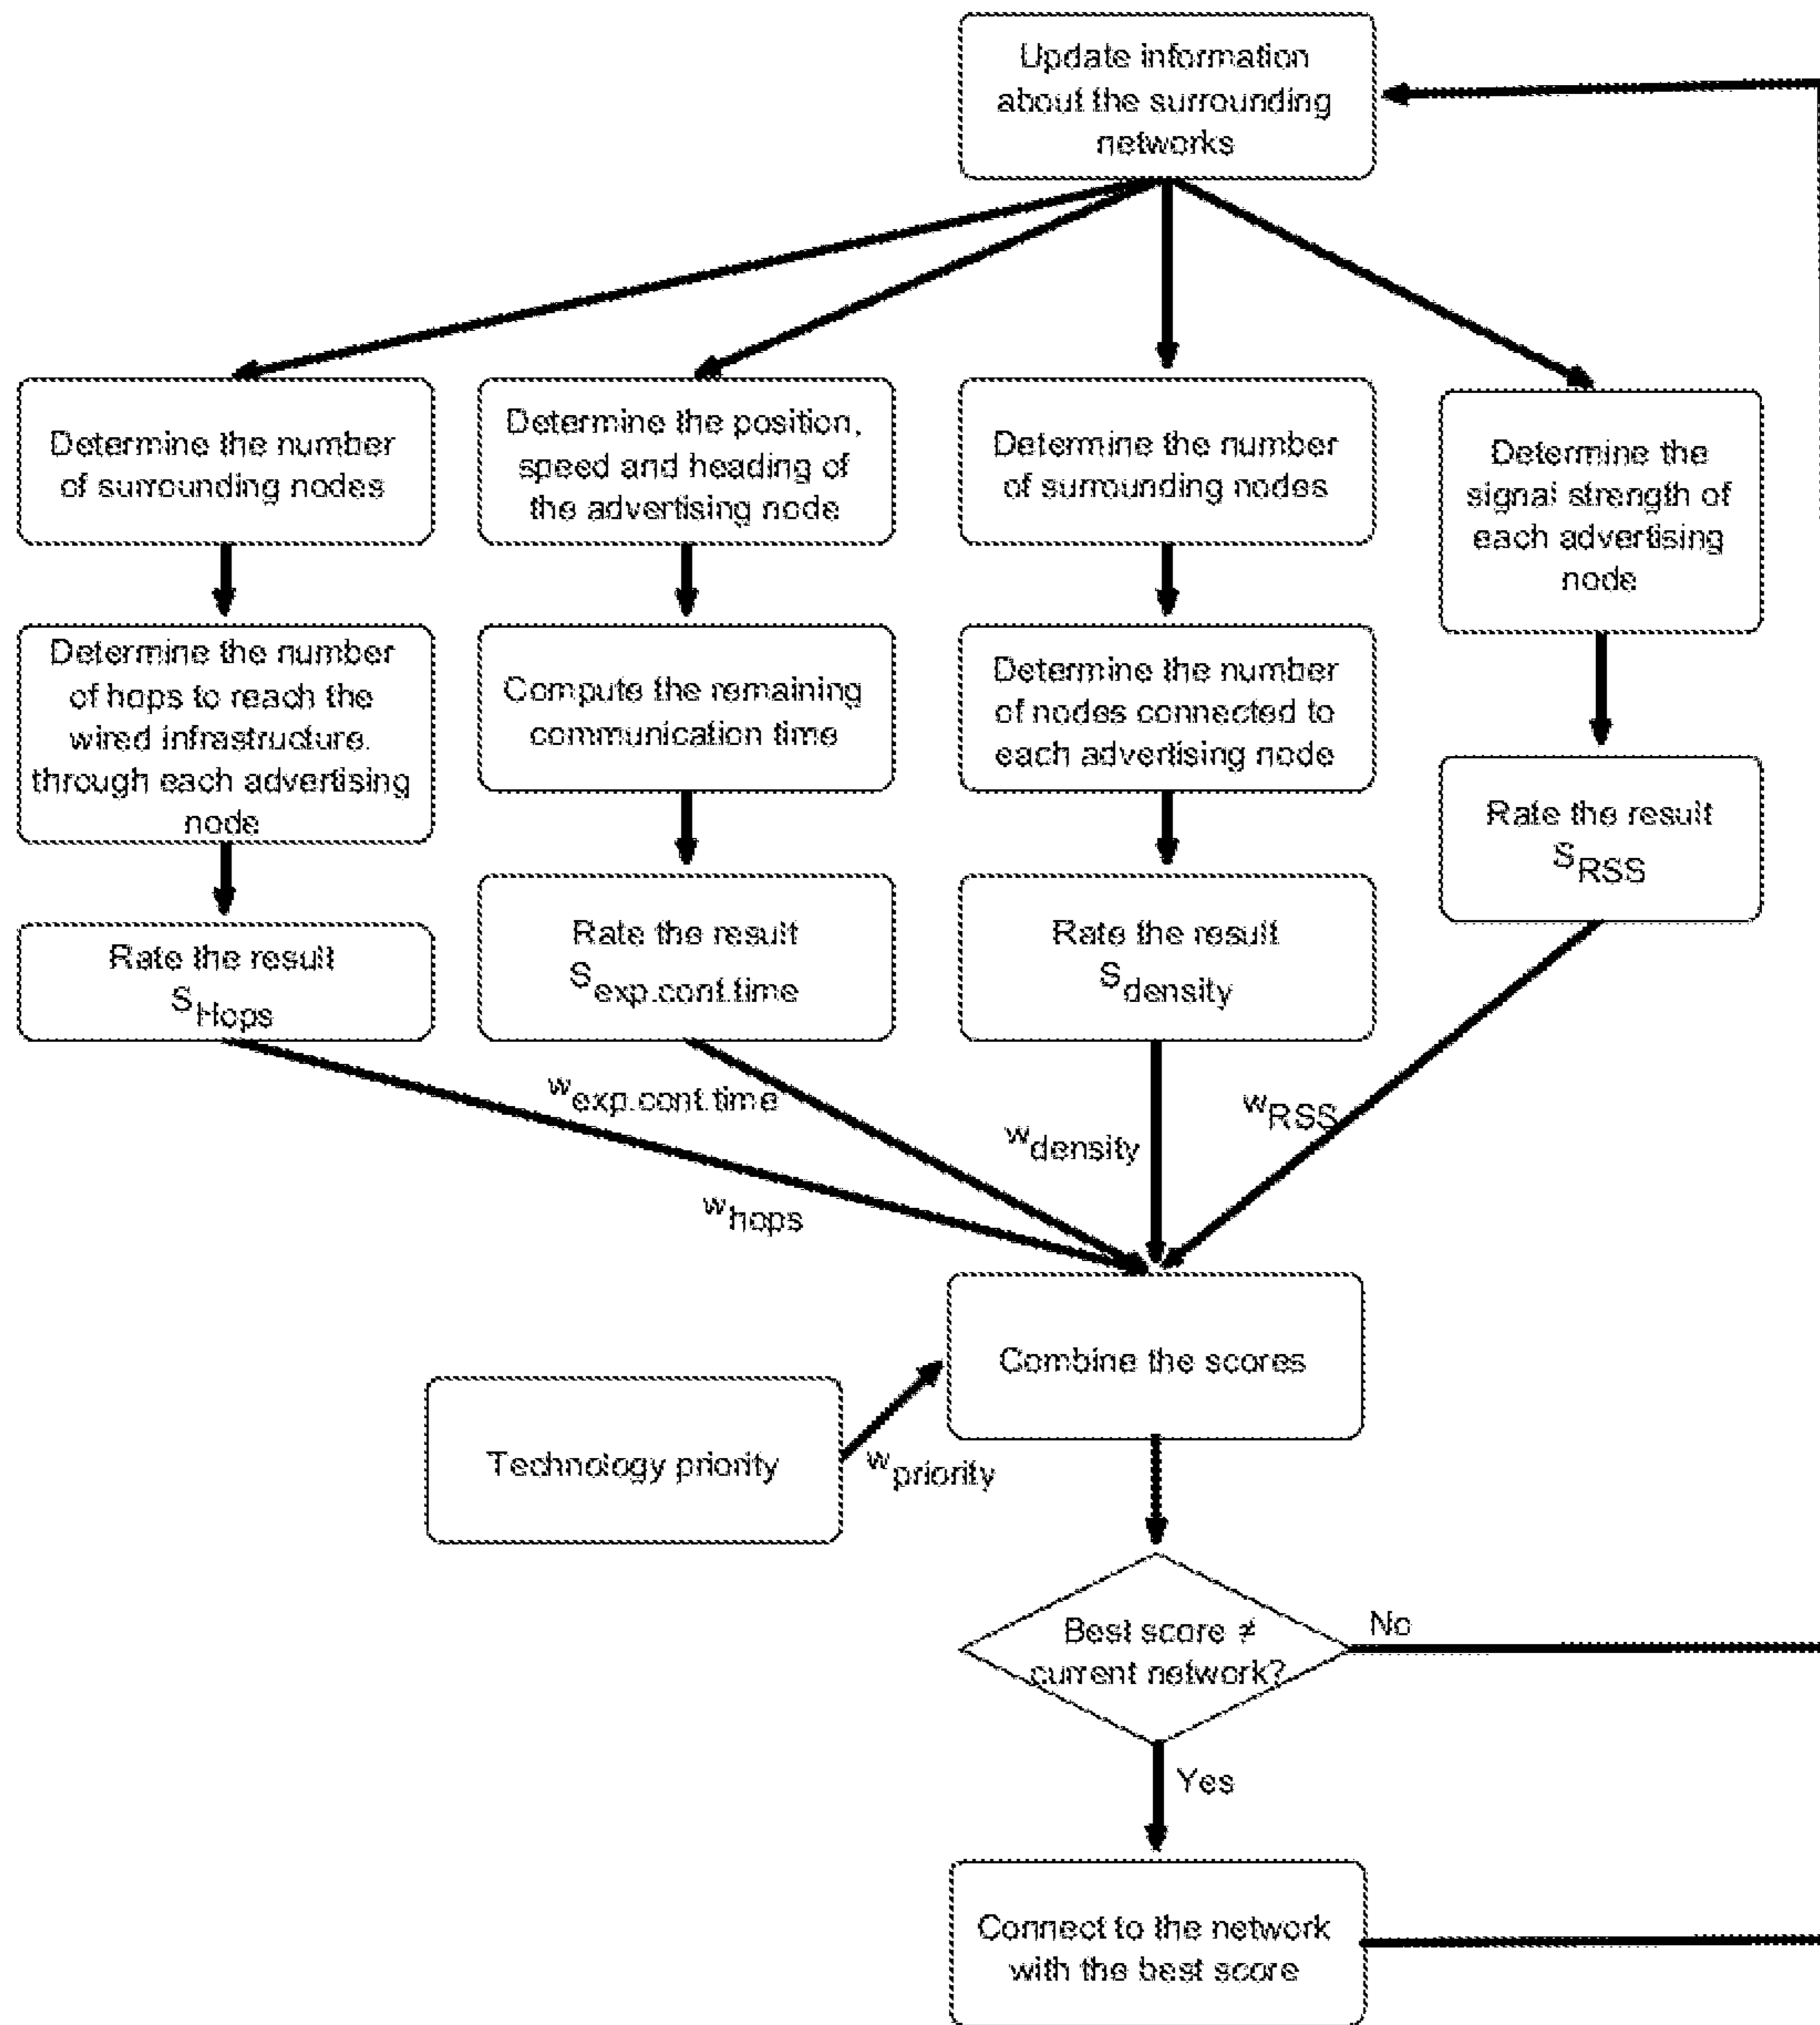 Update information
about the surrounding
networks
Determine the number
of surrounding nodes
Determine the position,
speed and heading of
the advertising node
Determine the number
of surrounding nodes
Determine the
signal strength of
each advertising
node
Determine the number
of hops to reach the
wired infrastructure.
through each advertising
node
Compute the remaining
communication time
Determine the number
of nodes connected to
each advertising node
Rate the result
S_RSS
Rate the result
S_Hops
Rate the result
S_exp.cont.time
Rate the result
S_density
w_exp.cont.time
w_density
w_RSS
w_hops
Combine the scores
Technology priority
w_priority
Best score ≠
current network?
No
Yes
Connect to the network
with the best score